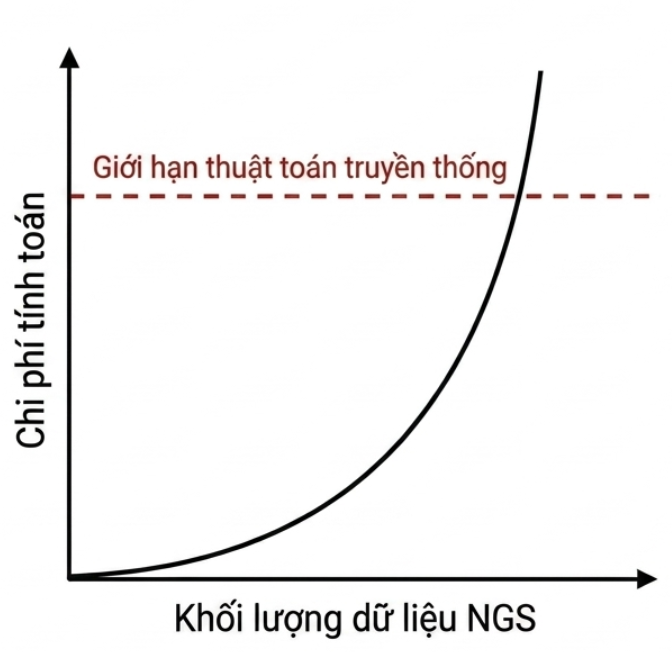 Giới hạn thuật toán truyền thống
Chi phí tính toán
Khối lượng dữ liệu NGS